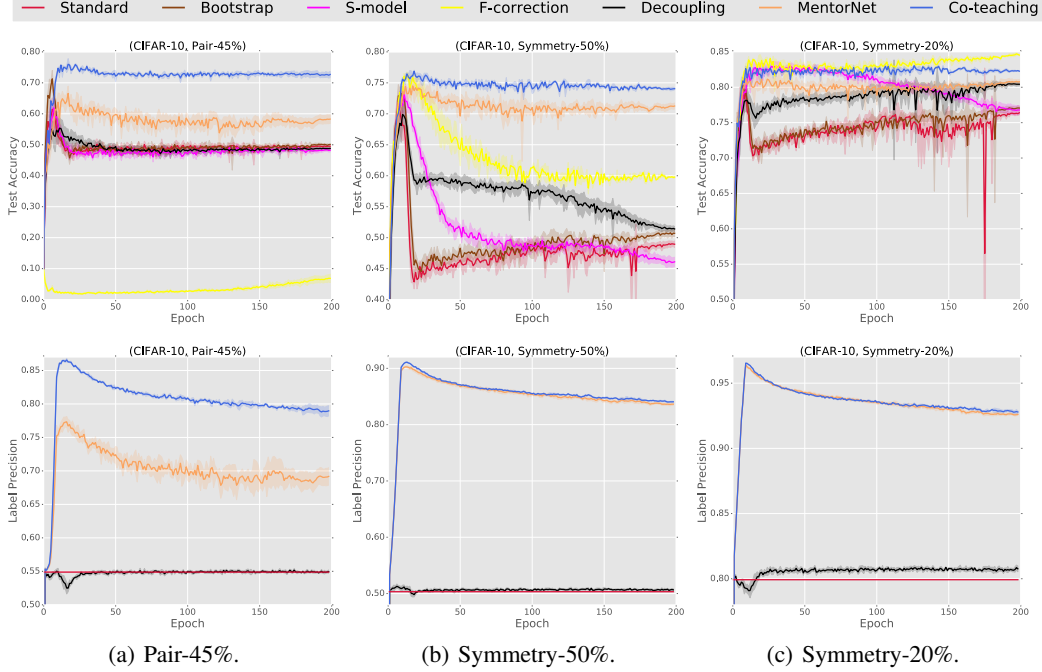 Standard Bootstrap S-model F-correction Decoupling MentorNet Co-teaching
(CIFAR-10, Pair-45%) (CIFAR-10, Symmetry-50%) (CIFAR-10, Symmetry-20%)
Test Accuracy
0.80
0.70
0.60
0.50
0.40
0.30
0.20
0.10
0.00
0 50 100 150 200
Epoch
Test Accuracy
0.80
0.75
0.70
0.65
0.60
0.55
0.50
0.45
0.40
0 50 100 150 200
Epoch
Test Accuracy
0.85
0.80
0.75
0.70
0.65
0.60
0.55
0.50
0 50 100 150 200
Epoch
(CIFAR-10, Pair-45%) (CIFAR-10, Symmetry-50%) (CIFAR-10, Symmetry-20%)
Label Precision
0.85
0.80
0.75
0.70
0.65
0.60
0.55
0.50
0 50 100 150 200
Epoch
Label Precision
0.90
0.80
0.70
0.60
0.50
0 50 100 150 200
Epoch
Label Precision
0.95
0.90
0.85
0.80
0 50 100 150 200
Epoch
(a) Pair-45%. (b) Symmetry-50%. (c) Symmetry-20%.